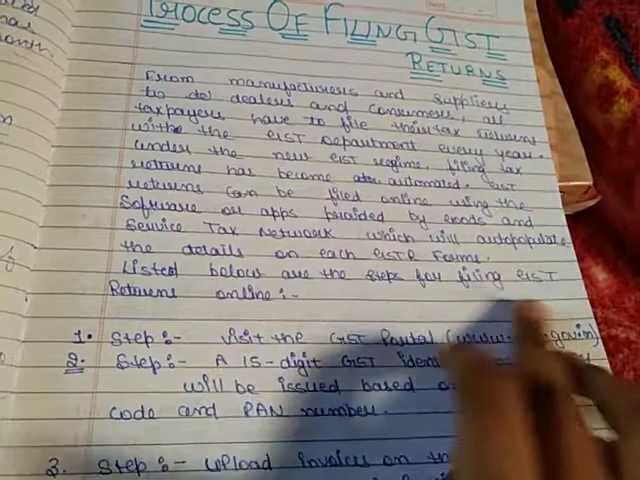 PROCESS OF FILING GST
RETURNS
From manufacturers and suppliers
to do dealers and consumers, all
taxpayers have to file their tax returns
with the GST Department every year.
under the new GST regime, filing tax
returns has become automated. GST
returns can be filed online using the
Software or apps provided by Goods and
Service Tax Network which will autopopulate
the details on each GSTR Forms.
Listed below are the steps for filing GST
Returns online:-
1. Step:- visit the GST Portal (www. .gov.in)
2. Step:- A 15-digit GST
will be issued based
code and PAN number.
3. Step:- Upload Invoices on